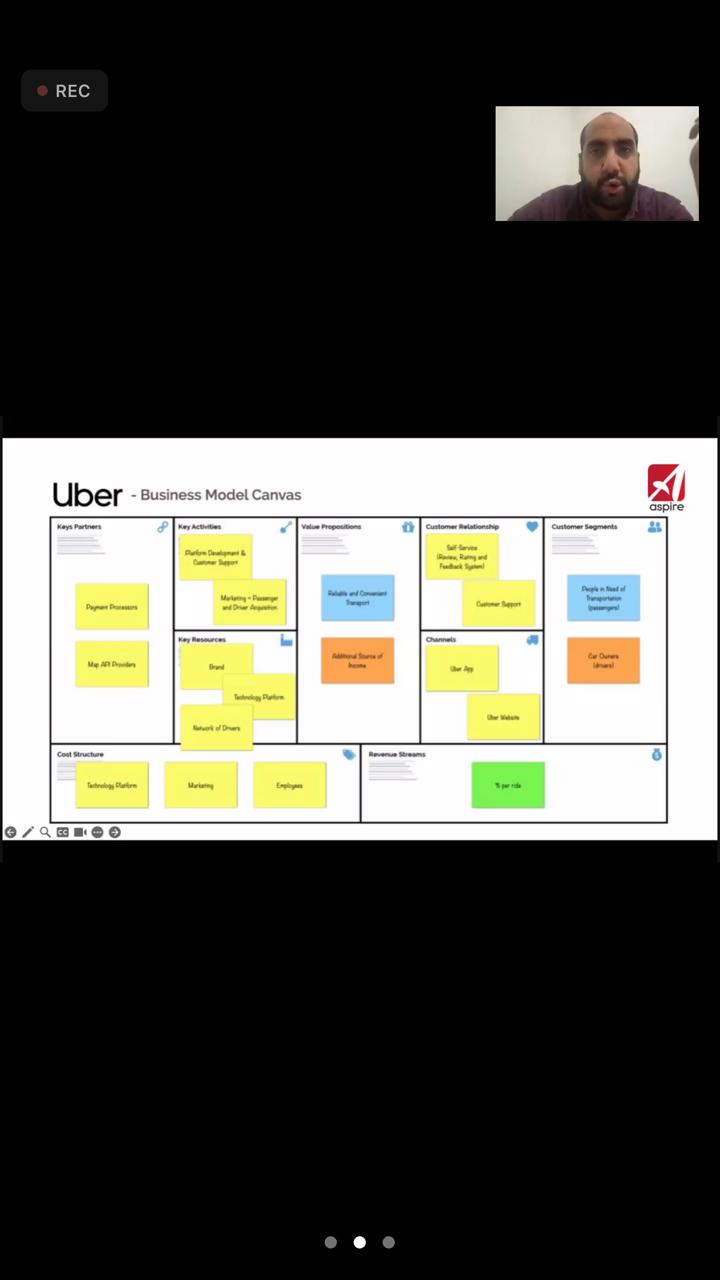 REC
Uber - Business Model Canvas
aspire
Keys Partners
Payment Processors
Map API Providers
Key Activities
Platform Development &
Customer Support
Marketing - Passenger
and Driver Acquisition
Key Resources
Brand
Technology Platform
Network of Drivers
Value Propositions
Reliable and Convenient
Transport
Additional Source of
Income
Customer Relationship
Self-Service
(Review, Rating and
Feedback System)
Customer Support
Channels
Uber App
Uber Website
Customer Segments
People in Need of
Transportation
(passengers)
Car Owners
(drivers)
Cost Structure
Technology Platform
Marketing
Employees
Revenue Streams
% per ride
CC